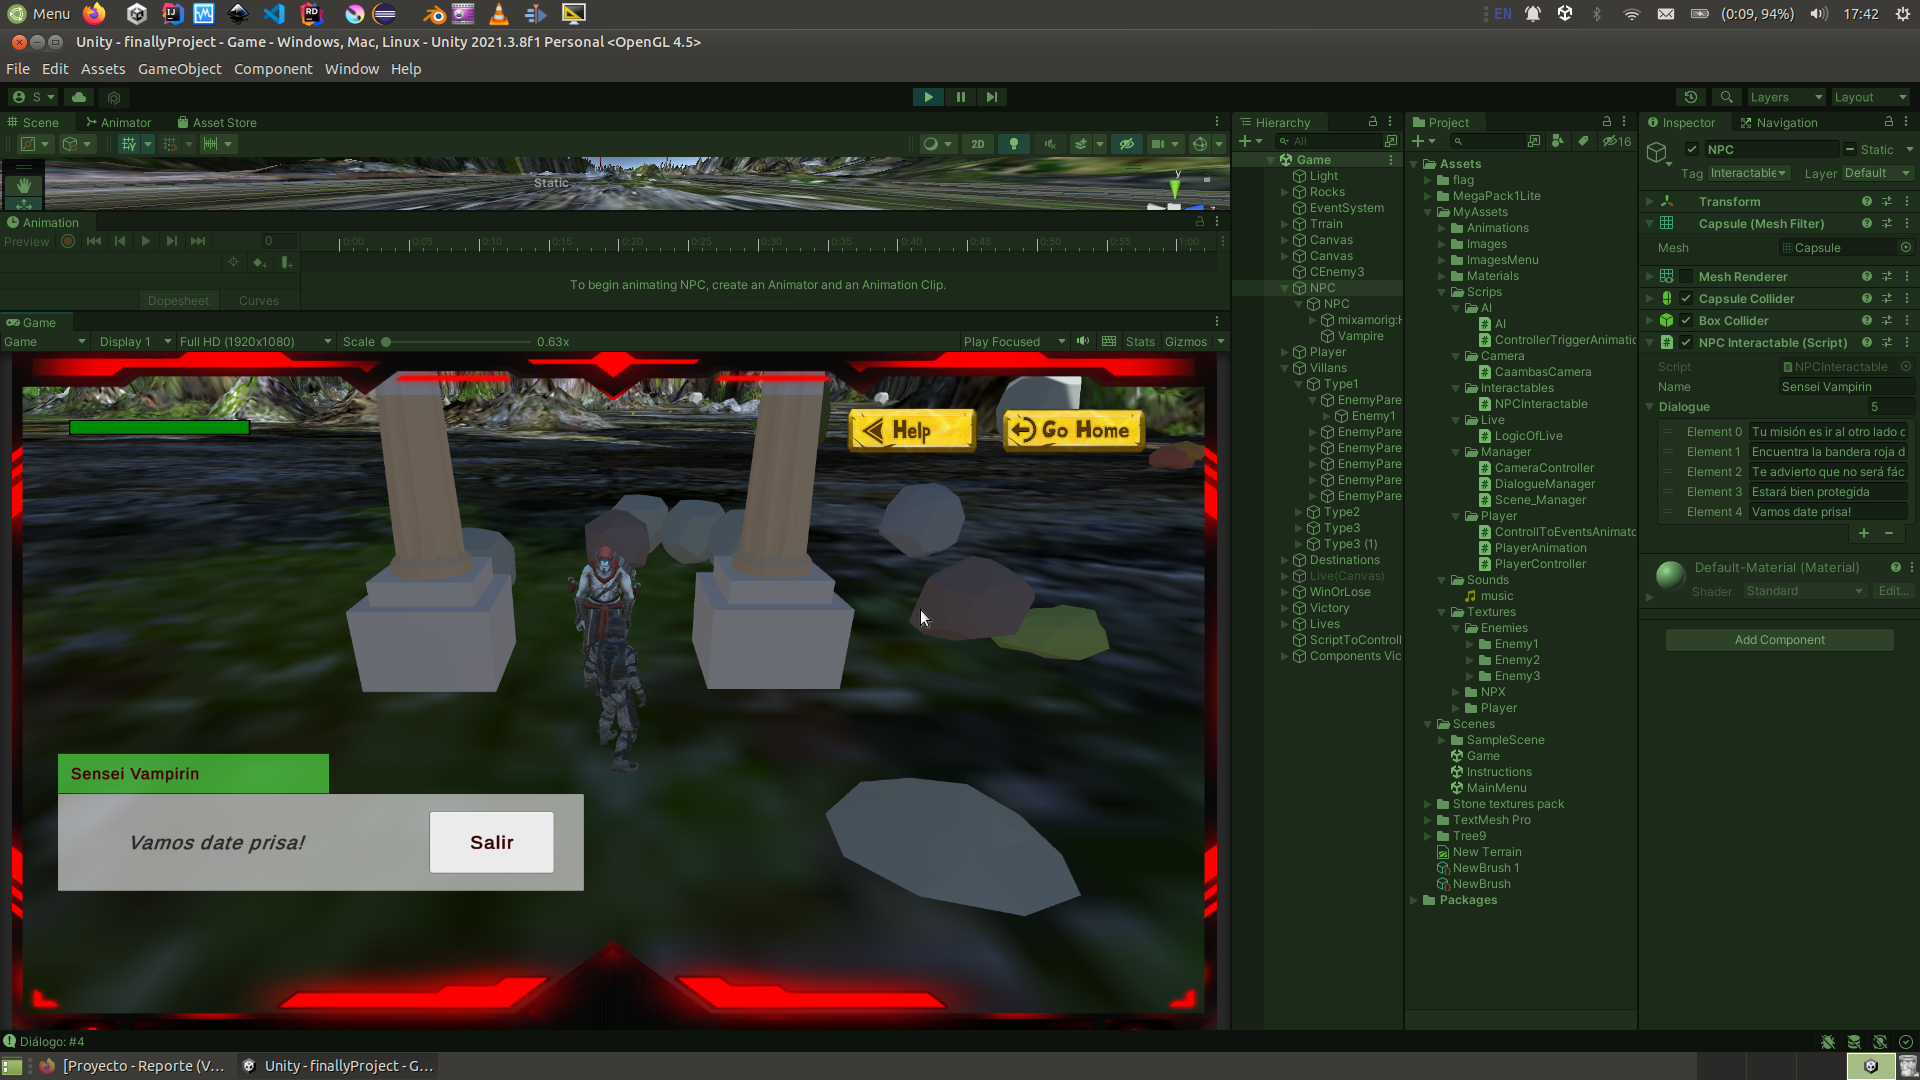 Menu
EN
(0:09, 94%)
17:42
Unity - finallyProject - Game - Windows, Mac, Linux - Unity 2021.3.8f1 Personal <OpenGL 4.5>
File Edit Assets GameObject Component Window Help
S
Layers
Layout
Scene
Animator
Asset Store
2D
Static
y
Animation
Preview
0
0:00 0:05 0:10 0:15 0:20 0:25 0:30 0:35 0:40 0:45 0:50 0:55 1:00
To begin animating NPC, create an Animator and an Animation Clip.
Dopesheet
Curves
Game
Game
Display 1
Full HD (1920x1080)
Scale
0.63x
Play Focused
Stats
Gizmos
Help
Go Home
Sensei Vampirin
Vamos date prisa!
Salir
Hierarchy
All
Game
Light
Rocks
EventSystem
Trrain
Canvas
Canvas
CEnemy3
NPC
NPC
mixamorig:H
Vampire
Player
Villans
Type1
EnemyPare
Enemy1
EnemyPare
EnemyPare
EnemyPare
EnemyPare
EnemyPare
Type2
Type3
Type3 (1)
Destinations
Live(Canvas)
WinOrLose
Victory
Lives
ScriptToControll
Components Vic
Project
16
Assets
flag
MegaPack1Lite
MyAssets
Animations
Images
ImagesMenu
Materials
Scrips
AI
AI
ControllerTriggerAnimatic
Camera
CaambasCamera
Interactables
NPCInteractable
Live
LogicOfLive
Manager
CameraController
DialogueManager
Scene_Manager
Player
ControllToEventsAnimato
PlayerAnimation
PlayerController
Sounds
music
Textures
Enemies
Enemy1
Enemy2
Enemy3
NPX
Player
Scenes
SampleScene
Game
Instructions
MainMenu
Stone textures pack
TextMesh Pro
Tree9
New Terrain
NewBrush 1
NewBrush
Packages
Inspector
Navigation
NPC
Static
Tag Interactable
Layer Default
Transform
Capsule (Mesh Filter)
Mesh Capsule
Mesh Renderer
Capsule Collider
Box Collider
NPC Interactable (Script)
Script NPCInteractable
Name Sensei Vampirin
Dialogue 5
Element 0 Tu misión es ir al otro lado c
Element 1 Encuentra la bandera roja d
Element 2 Te advierto que no será fác
Element 3 Estará bien protegida
Element 4 Vamos date prisa!
Default-Material (Material)
Shader Standard Edit...
Add Component
Diálogo: #4
[Proyecto - Reporte (V...
Unity - finallyProject - G...